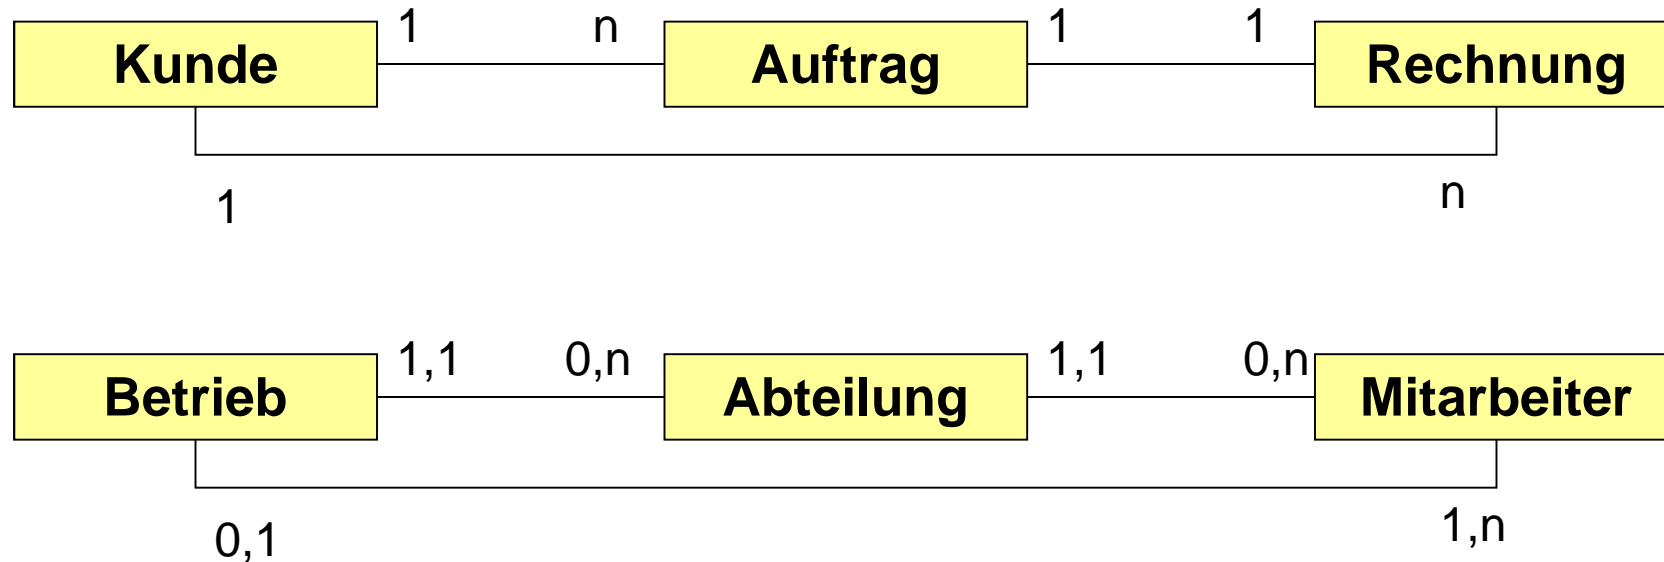 1 n 1 1
Kunde Auftrag Rechnung
1 n
1,1 0,n 1,1 0,n
Betrieb Abteilung Mitarbeiter
0,1 1,n